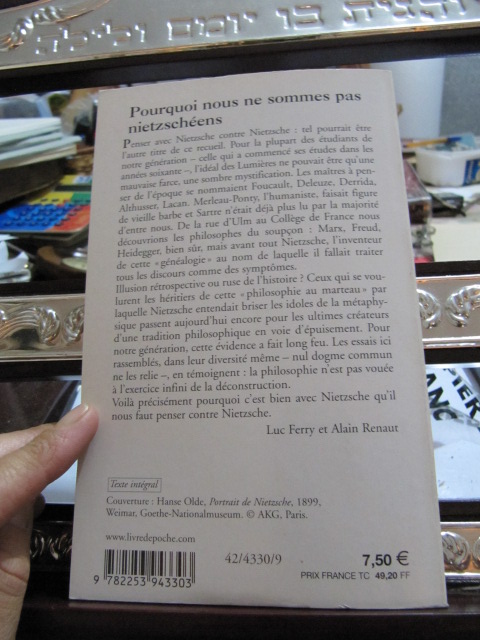 והגית בו יומם ולילה
Pourquoi nous ne sommes pas
nietzschéens
Penser avec Nietzsche contre Nietzsche : tel pourrait être
l'autre titre de ce recueil. Pour la plupart des étudiants de
notre génération – celle qui a commencé ses études dans les
années soixante –, l'idéal des Lumières ne pouvait être qu'une
mauvaise farce, une sombre mystification. Les maîtres à pen-
ser de l'époque se nommaient Foucault, Deleuze, Derrida,
Althusser, Lacan. Merleau-Ponty, l'humaniste, faisait figure
de vieille barbe et Sartre n'était déjà plus lu par la majorité
d'entre nous. De la rue d'Ulm au Collège de France nous
découvrions les philosophes du soupçon : Marx, Freud,
Heidegger, bien sûr, mais avant tout Nietzsche, l'inventeur
de cette «généalogie» au nom de laquelle il fallait traiter
tous les discours comme des symptômes.
Illusion rétrospective ou ruse de l'histoire ? Ceux qui se vou-
lurent les héritiers de cette «philosophie au marteau» par
laquelle Nietzsche entendait briser les idoles de la métaphy-
sique passent aujourd'hui encore pour les ultimes créateurs
d'une tradition philosophique en voie d'épuisement. Pour
notre génération, cette évidence a fait long feu. Les essais ici
rassemblés, dans leur diversité même – nul dogme commun
ne les relie –, en témoignent : la philosophie n'est pas vouée
à l'exercice infini de la déconstruction.
Voilà précisément pourquoi c'est bien avec Nietzsche qu'il
nous faut penser contre Nietzsche.
Luc Ferry et Alain Renaut
Texte intégral
Couverture : Hanse Olde, Portrait de Nietzsche, 1899,
Weimar, Goethe-Nationalmuseum. © AKG, Paris.
www.livredepoche.com
42/4330/9
7,50 €
PRIX FRANCE TC 49,20 FF
9 782253 943303